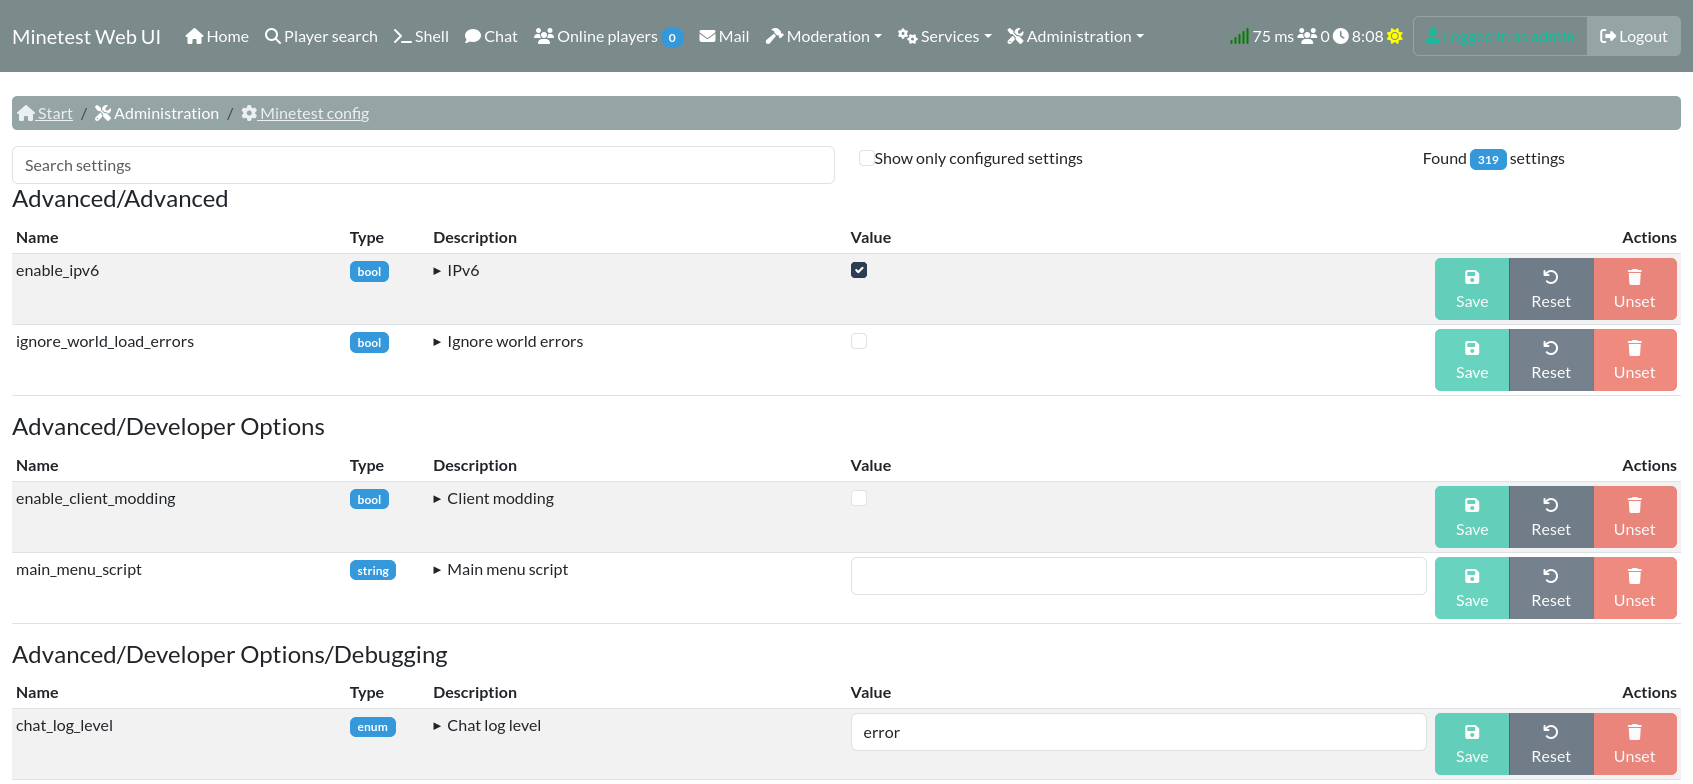 Minetest Web UI Home Player search Shell Chat Online players 0 Mail Moderation Services Administration 75 ms 0 8:08 Logged in as admin Logout
Start / Administration / Minetest config
Search settings Show only configured settings Found 319 settings
Advanced/Advanced
Name Type Description Value Actions
enable_ipv6 bool IPv6 Save Reset Unset
ignore_world_load_errors bool Ignore world errors Save Reset Unset
Advanced/Developer Options
Name Type Description Value Actions
enable_client_modding bool Client modding Save Reset Unset
main_menu_script string Main menu script Save Reset Unset
Advanced/Developer Options/Debugging
Name Type Description Value Actions
chat_log_level enum Chat log level error Save Reset Unset